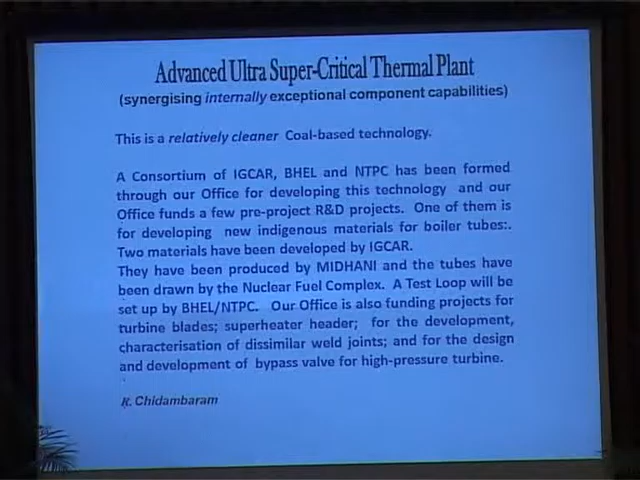 Advanced Ultra Super-Critical Thermal Plant
(synergising internally exceptional component capabilities)
This is a relatively cleaner Coal-based technology.
A Consortium of IGCAR, BHEL and NTPC has been formed
through our Office for developing this technology and our
Office funds a few pre-project R&D projects. One of them is
for developing new indigenous materials for boiler tubes:.
Two materials have been developed by IGCAR.
They have been produced by MIDHANI and the tubes have
been drawn by the Nuclear Fuel Complex. A Test Loop will be
set up by BHEL/NTPC. Our Office is also funding projects for
turbine blades; superheater header; for the development,
characterisation of dissimilar weld joints; and for the design
and development of bypass valve for high-pressure turbine.
R. Chidambaram